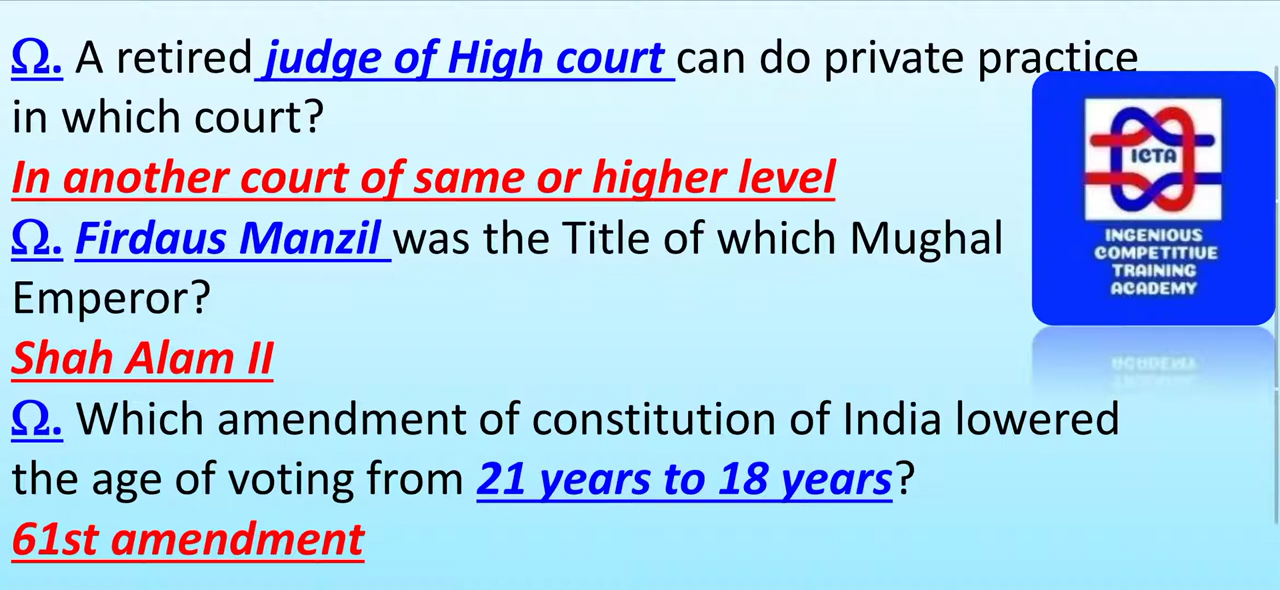 Ω. A retired judge of High court can do private practice
in which court?
In another court of same or higher level
Ω. Firdaus Manzil was the Title of which Mughal
Emperor?
Shah Alam II
Ω. Which amendment of constitution of India lowered
the age of voting from 21 years to 18 years?
61st amendment
ICTA
INGENIOUS
COMPETITIVE
TRAINING
ACADEMY